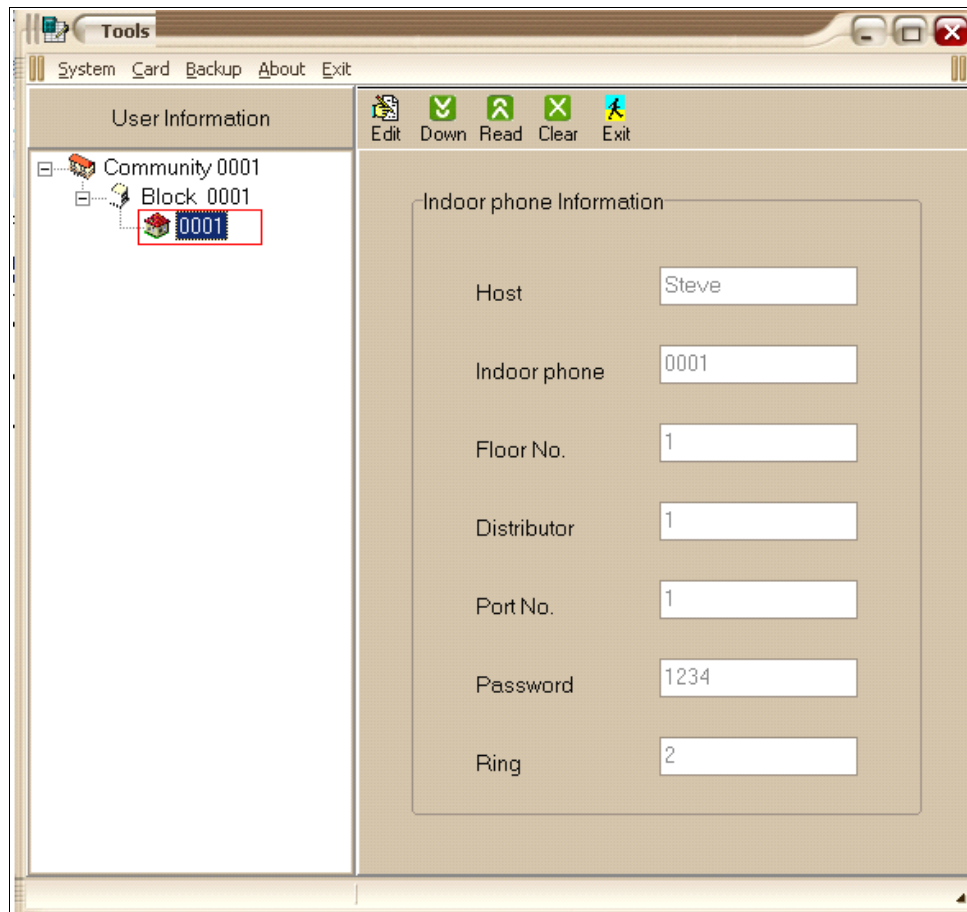 Tools
System Card Backup About Exit
User Information
Edit Down Read Clear Exit
Community 0001
Block 0001
0001
Indoor phone Information
Host Steve
Indoor phone 0001
Floor No. 1
Distributor 1
Port No. 1
Password 1234
Ring 2